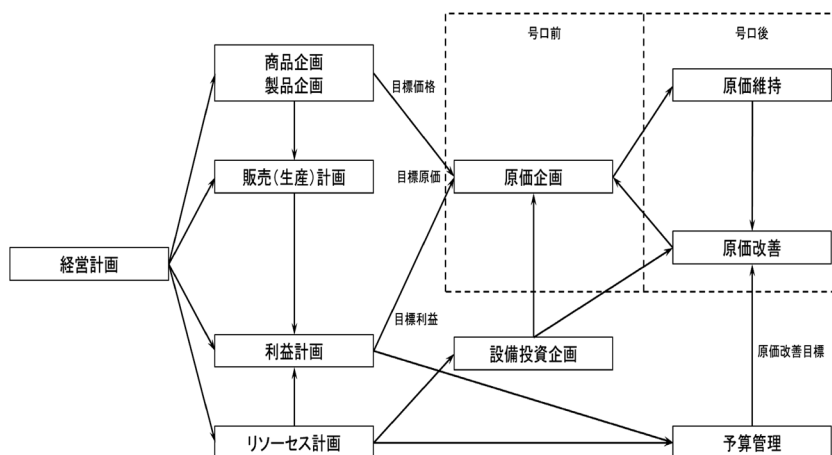 号口前
号口後
商品企画
製品企画
目標価格
原価維持
販売(生産)計画
目標原価
原価企画
経営計画
原価改善
目標利益
利益計画
設備投資企画
原価改善目標
リソーセス計画
予算管理